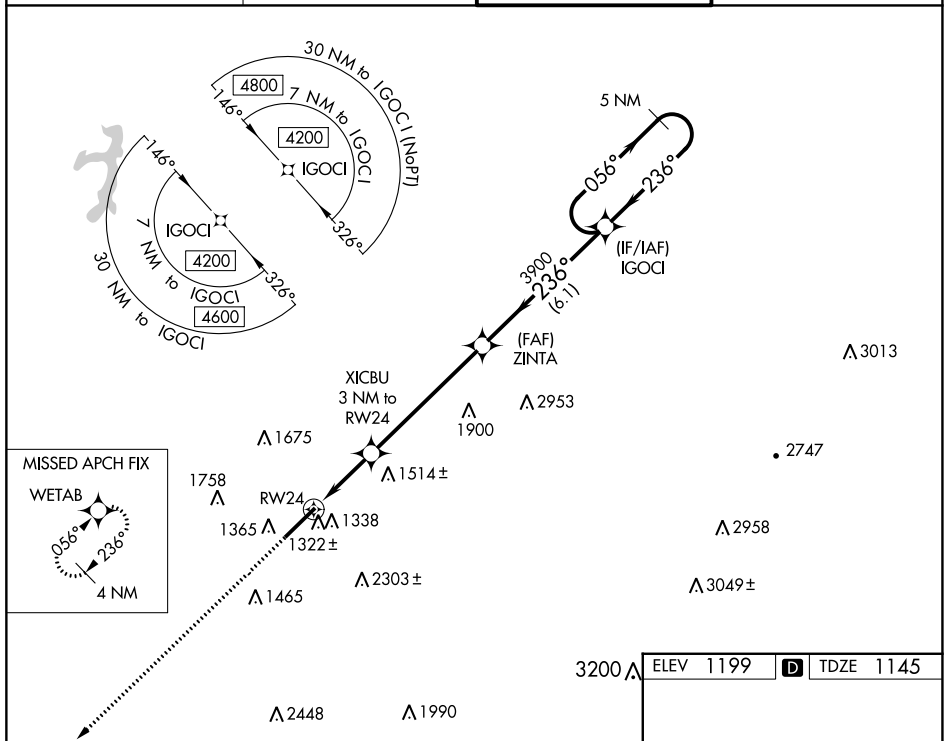 30 NM to IGOCI (NoPT)
4800
7 NM to IGOCI
146°
4200
IGOCI
326°
146°
IGOCI
4200
326°
7 NM to IGOCI
4600
30 NM to IGOCI
5 NM
056°
236°
(IF/IAF)
IGOCI
3900
236°
(6.1)
(FAF)
ZINTA
3013
XICBU
3 NM to
RW24
2953
1900
1675
2747
1514 ±
MISSED APCH FIX
WETAB
056°
236°
4 NM
1758
RW24
1365
1338
1322 ±
2958
2303 ±
3049 ±
1465
3200
ELEV 1199 D TDZE 1145
2448
1990